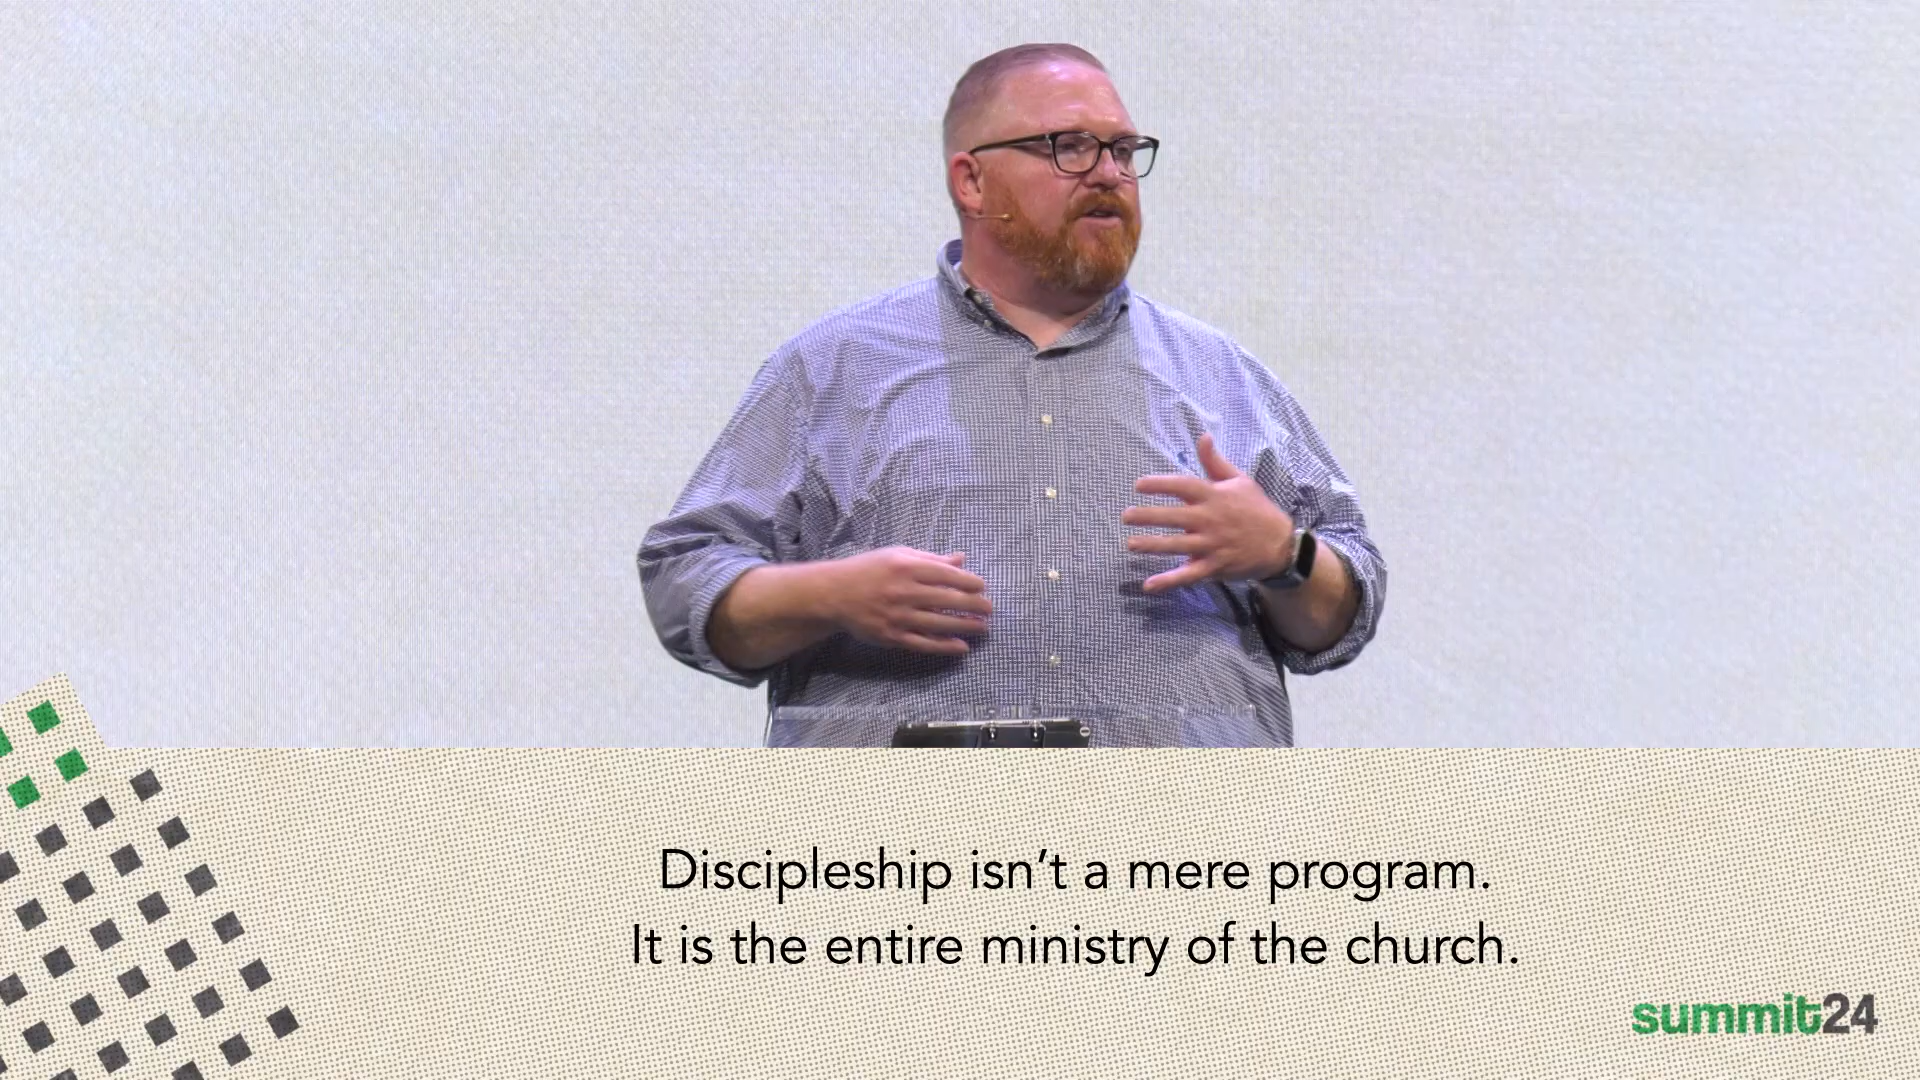 Discipleship isn’t a mere program.
It is the entire ministry of the church.
summit24